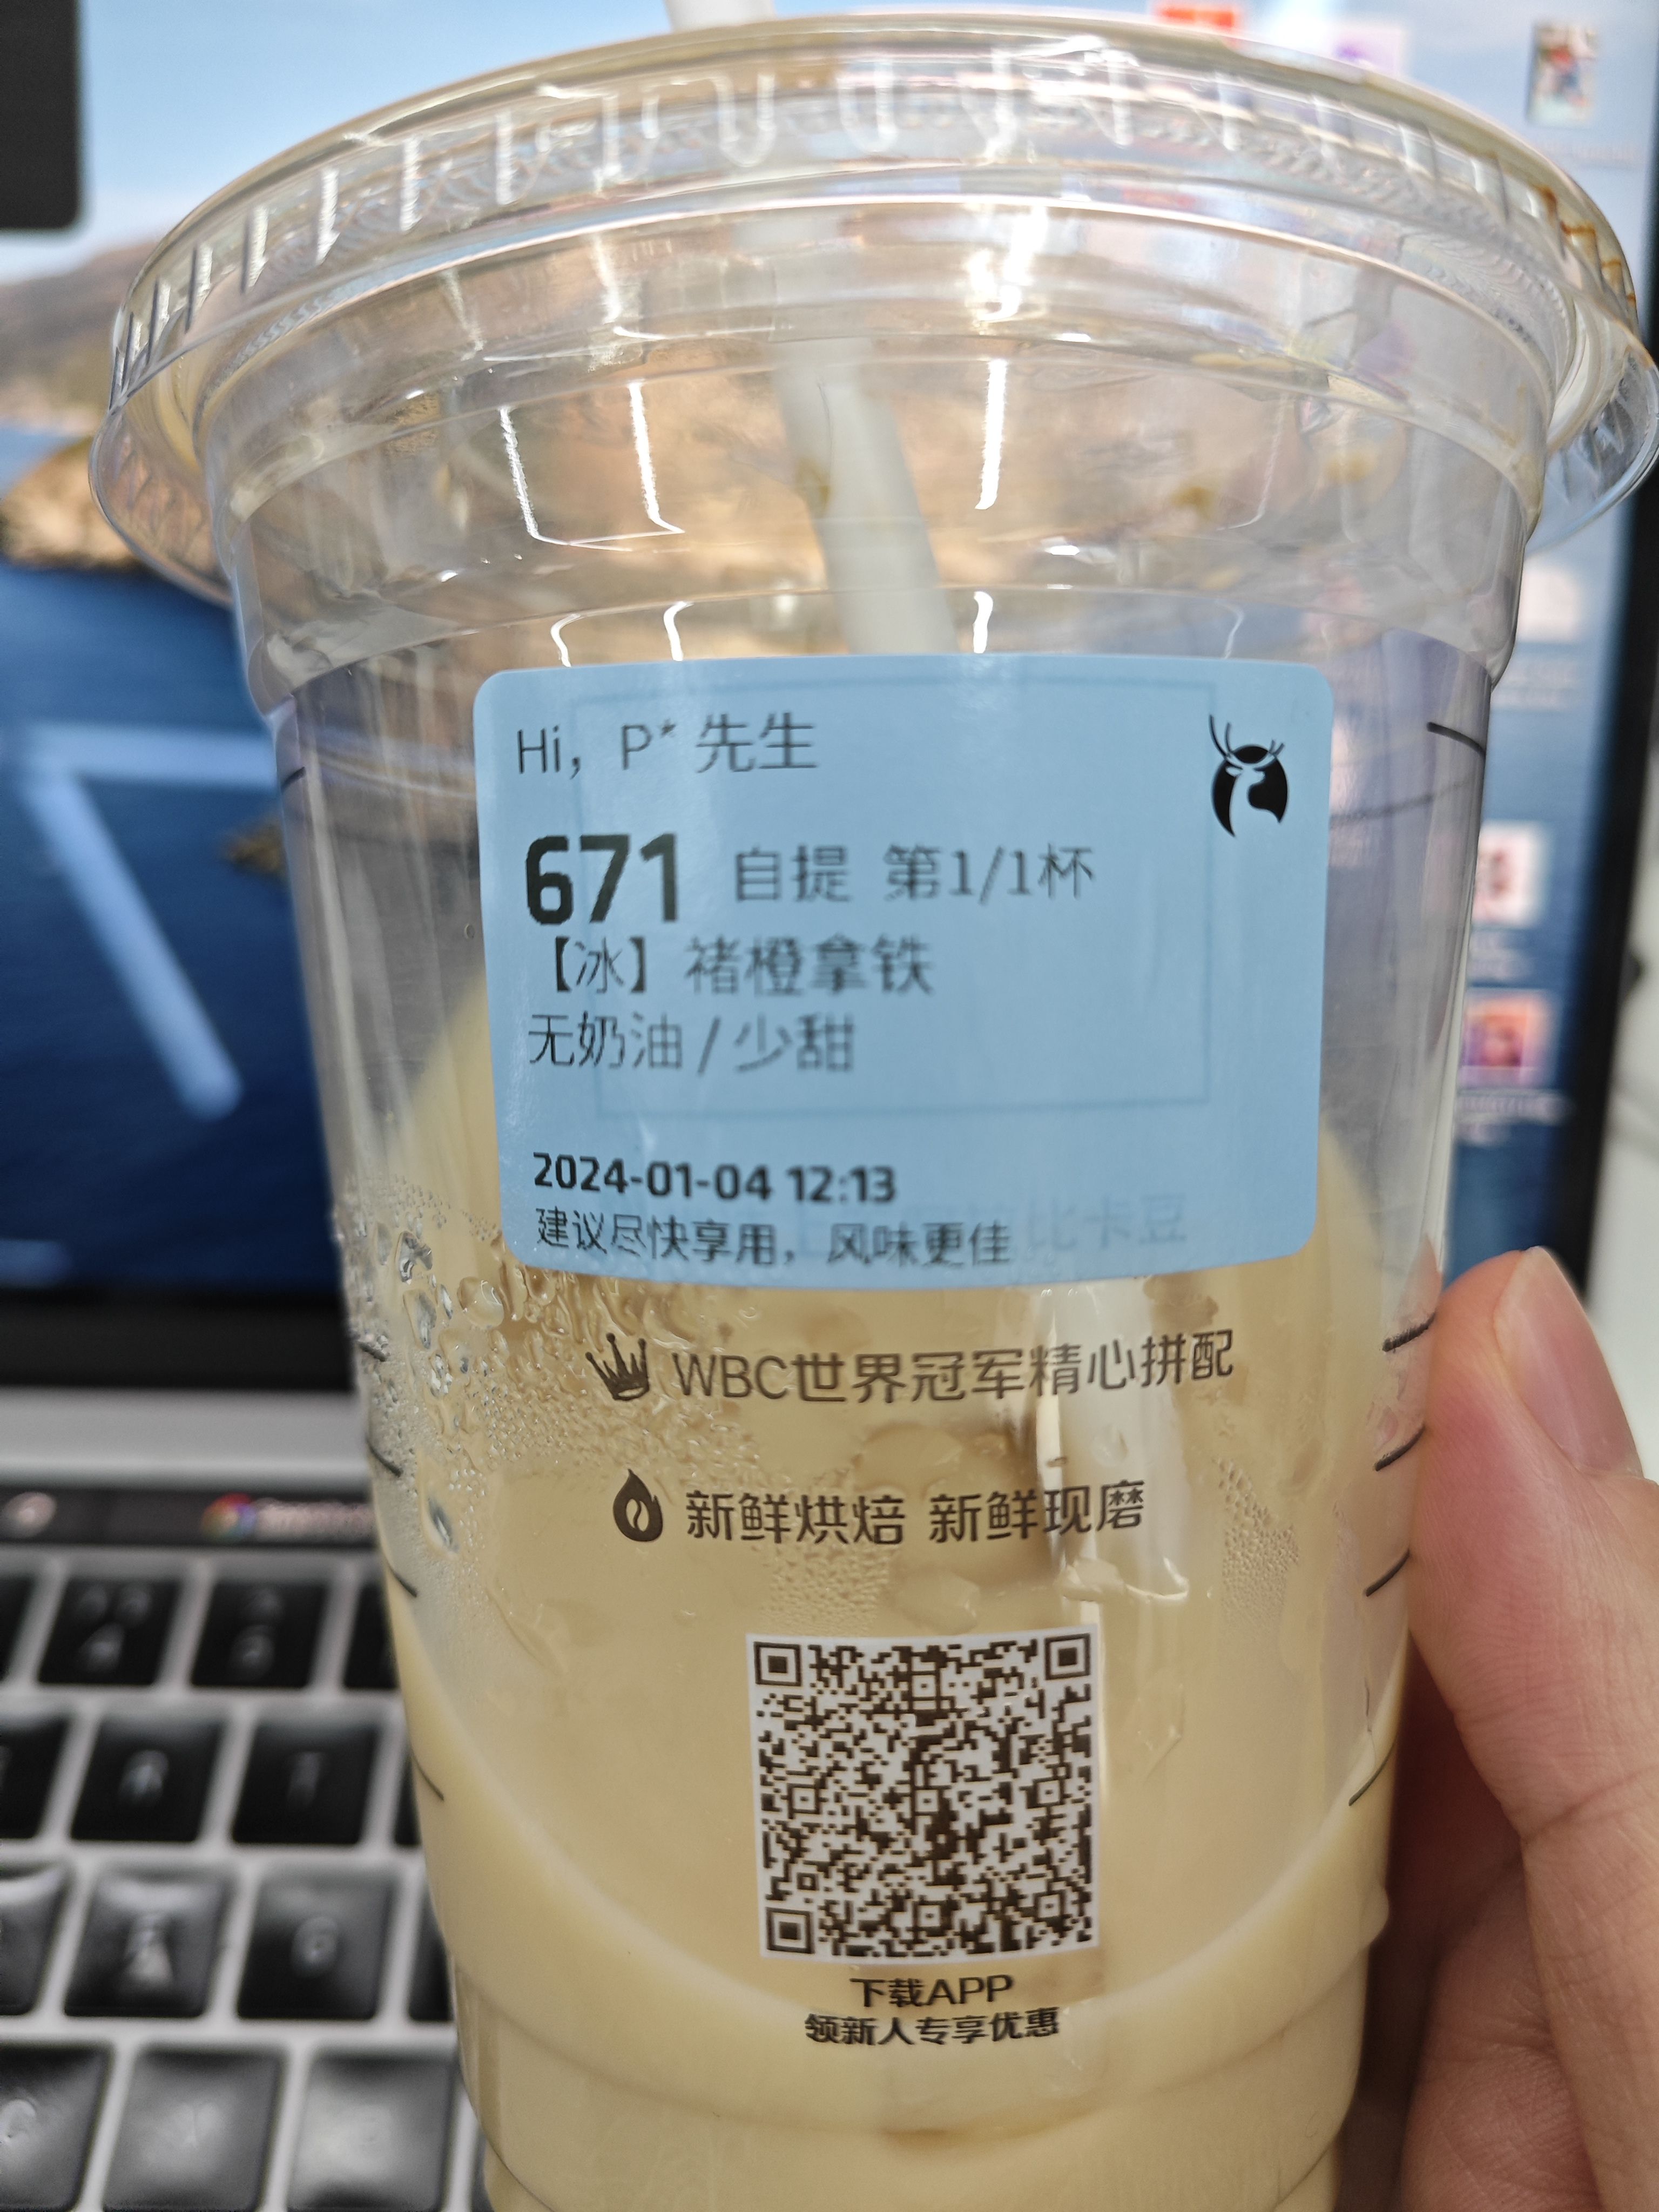 Hi, P* 先生
671 自提 第1/1杯
【冰】褚橙拿铁
无奶油/少甜
2024-01-04 12:13
建议尽快享用，风味更佳
比卡豆
WBC世界冠军精心拼配
新鲜烘焙 新鲜现磨
下载APP
领新人专享优惠